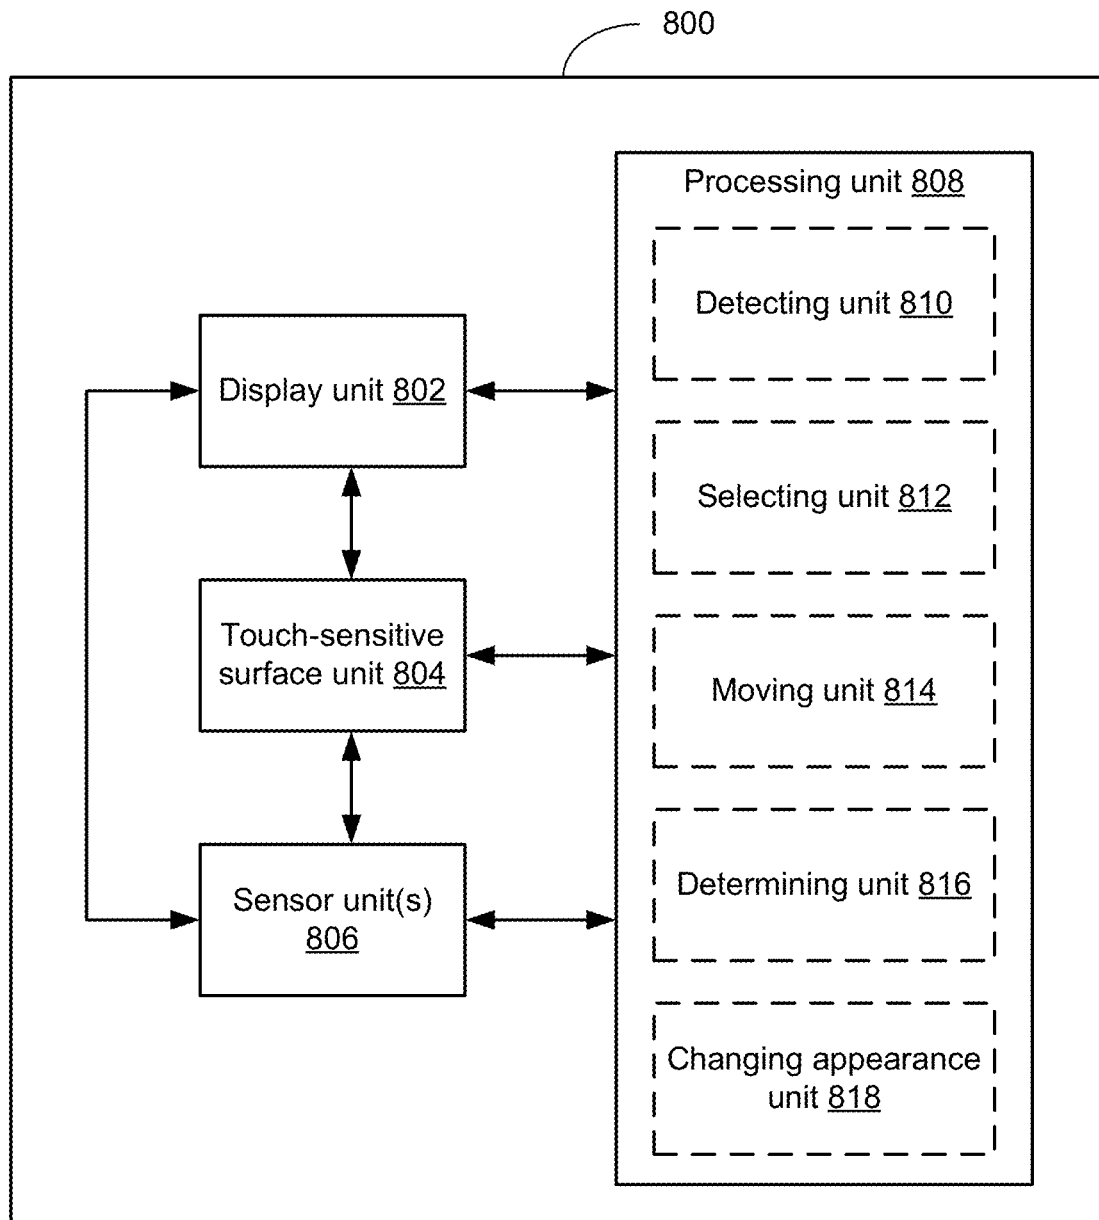 800
Processing unit 808
Detecting unit 810
Display unit 802
Selecting unit 812
Touch-sensitive
surface unit 804
Moving unit 814
Sensor unit(s)
806
Determining unit 816
Changing appearance
unit 818